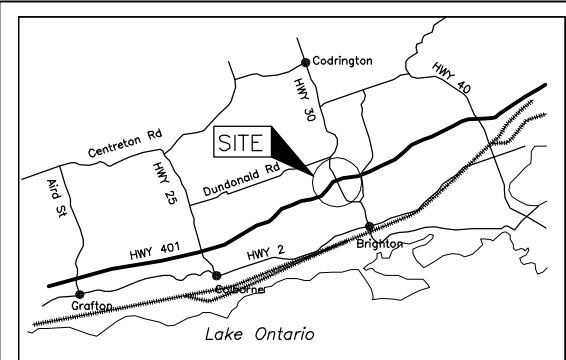 Codrington
HWY 30
HWY 40
Centreton Rd
SITE
Aird St
HWY 25
Dundonald Rd
HWY 401
HWY 2
Brighton
Colborne
Grafton
Lake Ontario